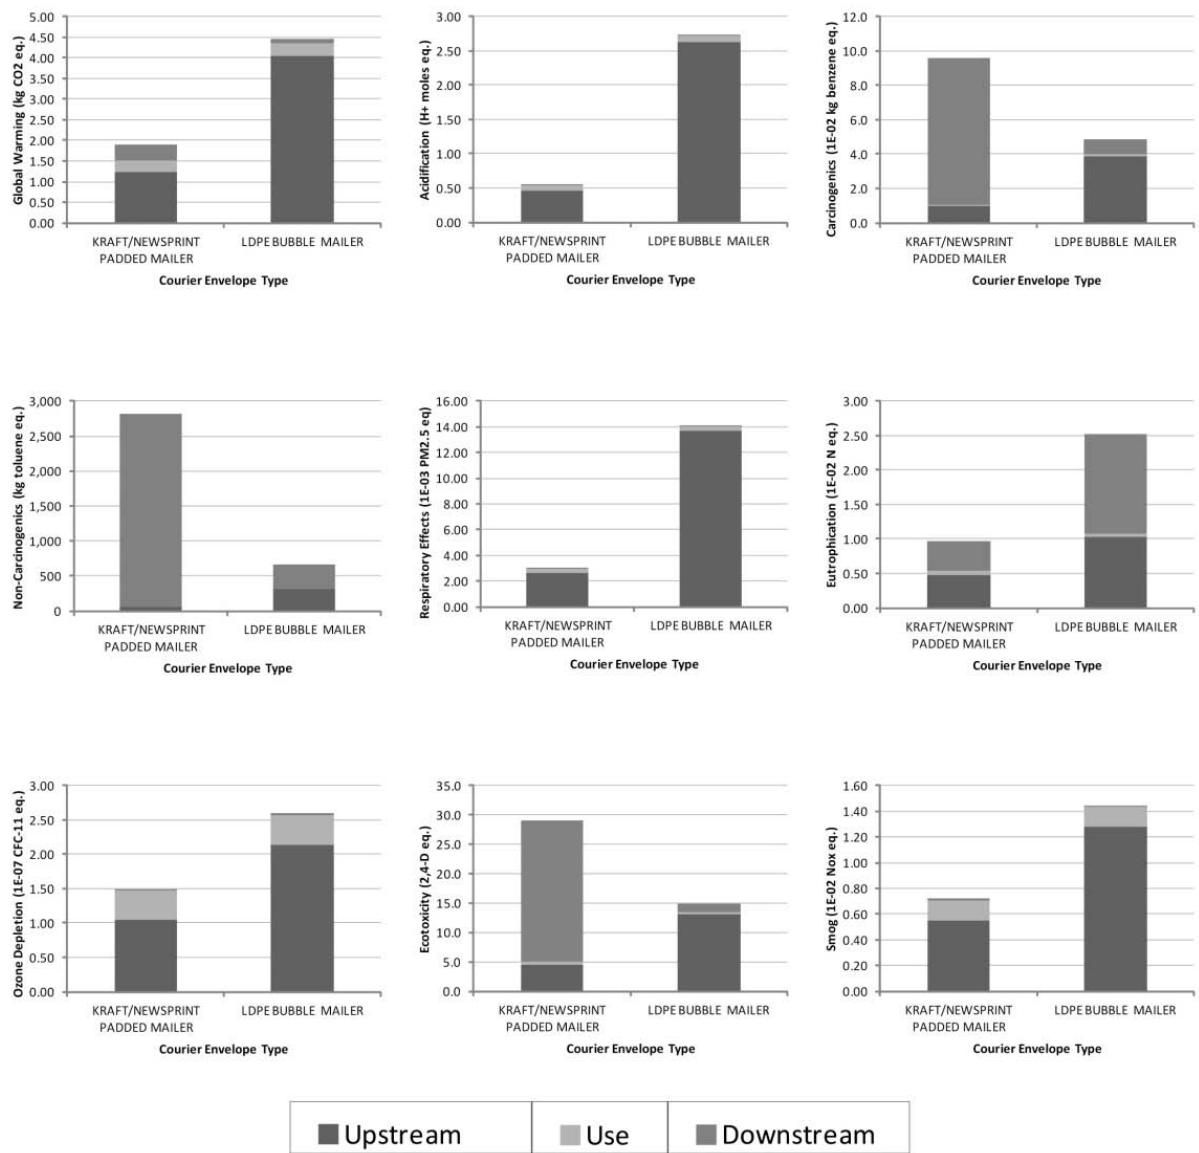 Global Warming (kg CO2 eq.)
5.00
4.50
4.00
3.50
3.00
2.50
2.00
1.50
1.00
0.50
0.00
KRAFT/NEWSPRINT
PADDED MAILER
LDPE BUBBLE MAILER
Courier Envelope Type
Acidification (H+ moles eq.)
3.00
2.50
2.00
1.50
1.00
0.50
0.00
KRAFT/NEWSPRINT
PADDED MAILER
LDPE BUBBLE MAILER
Courier Envelope Type
Carcinogenics (1E-02 kg benzene eq.)
12.0
10.0
8.0
6.0
4.0
2.0
0.0
KRAFT/NEWSPRINT
PADDED MAILER
LDPE BUBBLE MAILER
Courier Envelope Type
Non-Carcinogenics (kg toluene eq.)
3,000
2,500
2,000
1,500
1,000
500
0
KRAFT/NEWSPRINT
PADDED MAILER
LDPE BUBBLE MAILER
Courier Envelope Type
Respiratory Effects (1E-03 PM2.5 eq)
16.00
14.00
12.00
10.00
8.00
6.00
4.00
2.00
0.00
KRAFT/NEWSPRINT
PADDED MAILER
LDPE BUBBLE MAILER
Courier Envelope Type
Eutrophication (1E-02 N eq.)
3.00
2.50
2.00
1.50
1.00
0.50
0.00
KRAFT/NEWSPRINT
PADDED MAILER
LDPE BUBBLE MAILER
Courier Envelope Type
Ozone Depletion (1E-07 CFC-11 eq.)
3.00
2.50
2.00
1.50
1.00
0.50
0.00
KRAFT/NEWSPRINT
PADDED MAILER
LDPE BUBBLE MAILER
Courier Envelope Type
Ecotoxicity (2,4-D eq.)
35.0
30.0
25.0
20.0
15.0
10.0
5.0
0.0
KRAFT/NEWSPRINT
PADDED MAILER
LDPE BUBBLE MAILER
Courier Envelope Type
Smog (1E-02 Nox eq.)
1.60
1.40
1.20
1.00
0.80
0.60
0.40
0.20
0.00
KRAFT/NEWSPRINT
PADDED MAILER
LDPE BUBBLE MAILER
Courier Envelope Type
Upstream Use Downstream